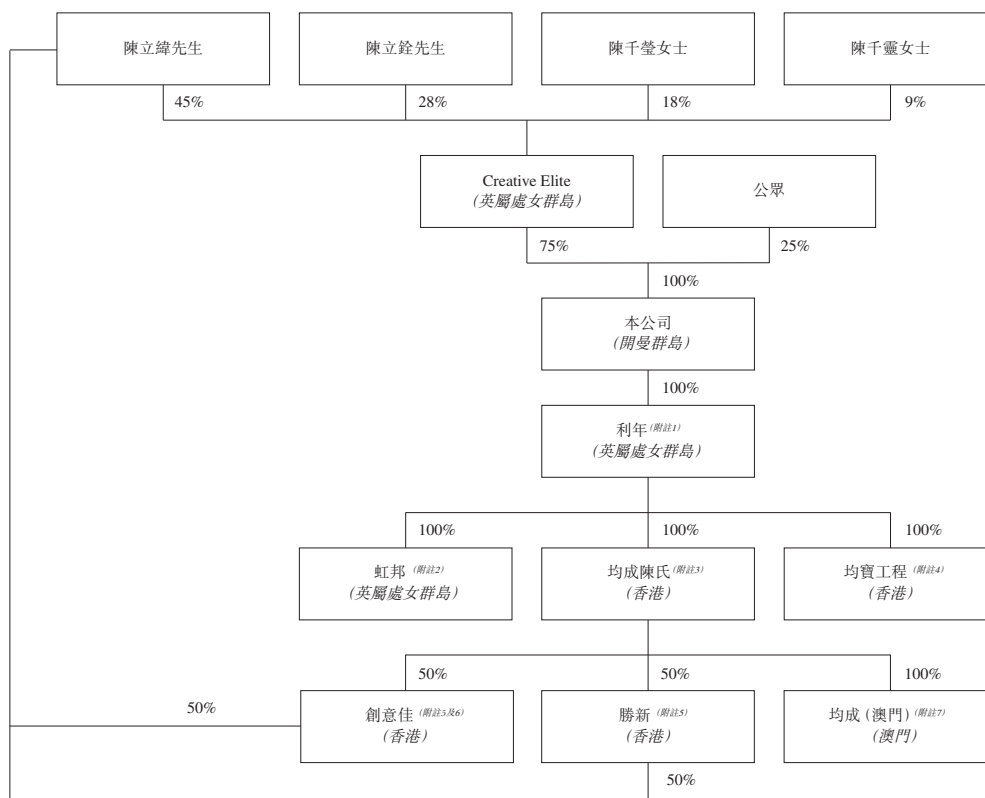 陳立緯先生
陳立銓先生
陳千瑩女士
陳千靈女士
45%
28%
18%
9%
Creative Elite
(英屬處女群島)
公眾
75%
25%
100%
本公司
(開曼群島)
100%
利年(附註1)
(英屬處女群島)
100%
100%
100%
虹邦 (附註2)
(英屬處女群島)
均成陳氏(附註3)
(香港)
均寶工程 (附註4)
(香港)
50%
50%
100%
50%
創意佳 (附註5及6)
(香港)
勝新 (附註5)
(香港)
均成(澳門) (附註7)
(澳門)
50%